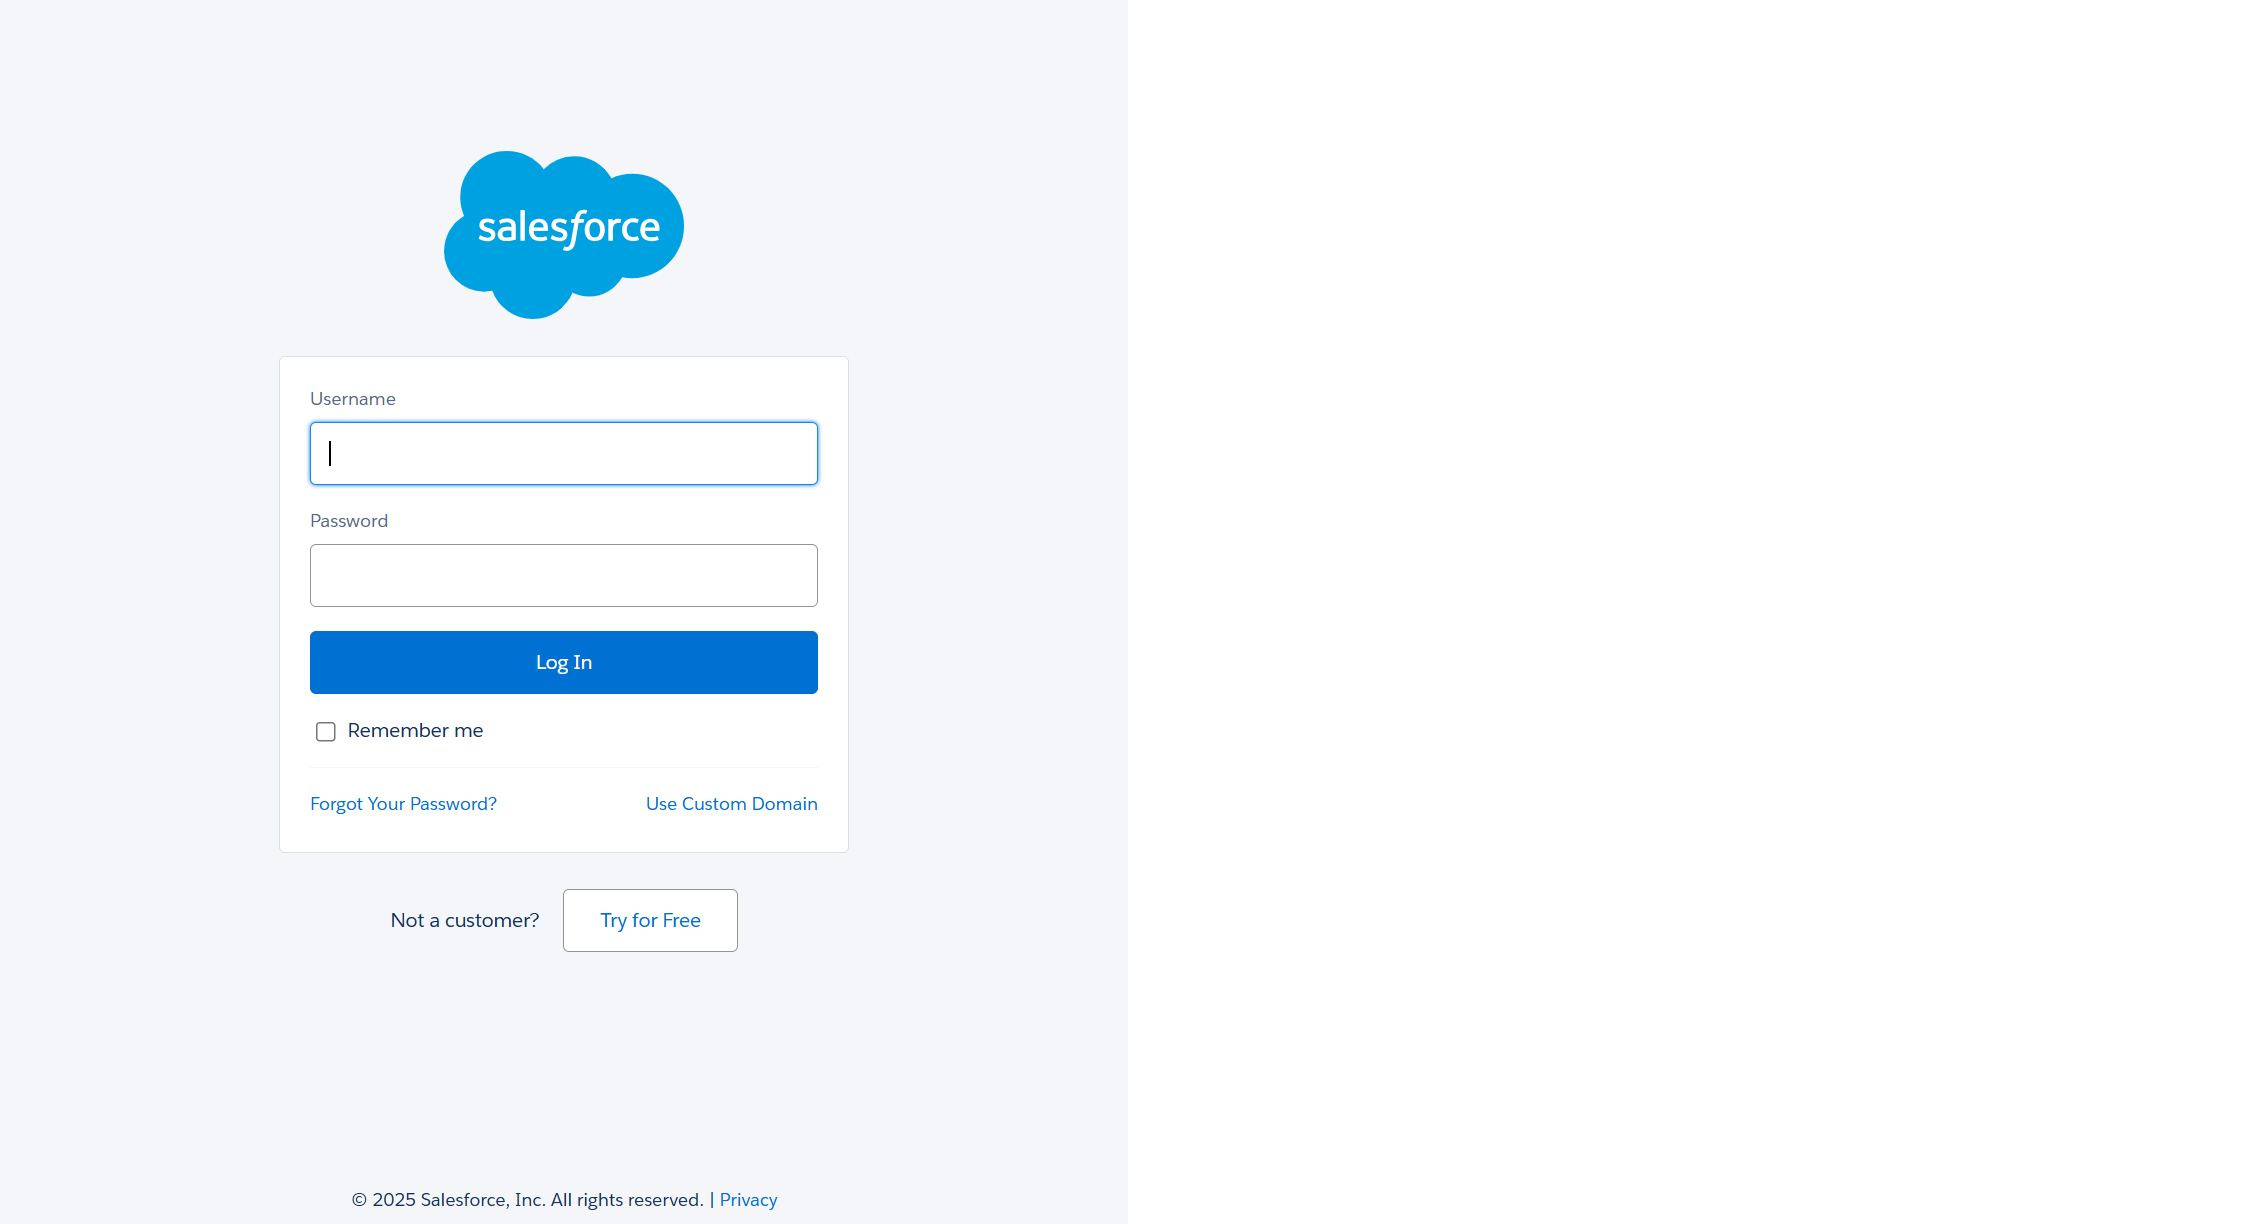 salesforce
Username
Password
Log In
Remember me
Forgot Your Password? Use Custom Domain
Not a customer? Try for Free
© 2025 Salesforce, Inc. All rights reserved. | Privacy